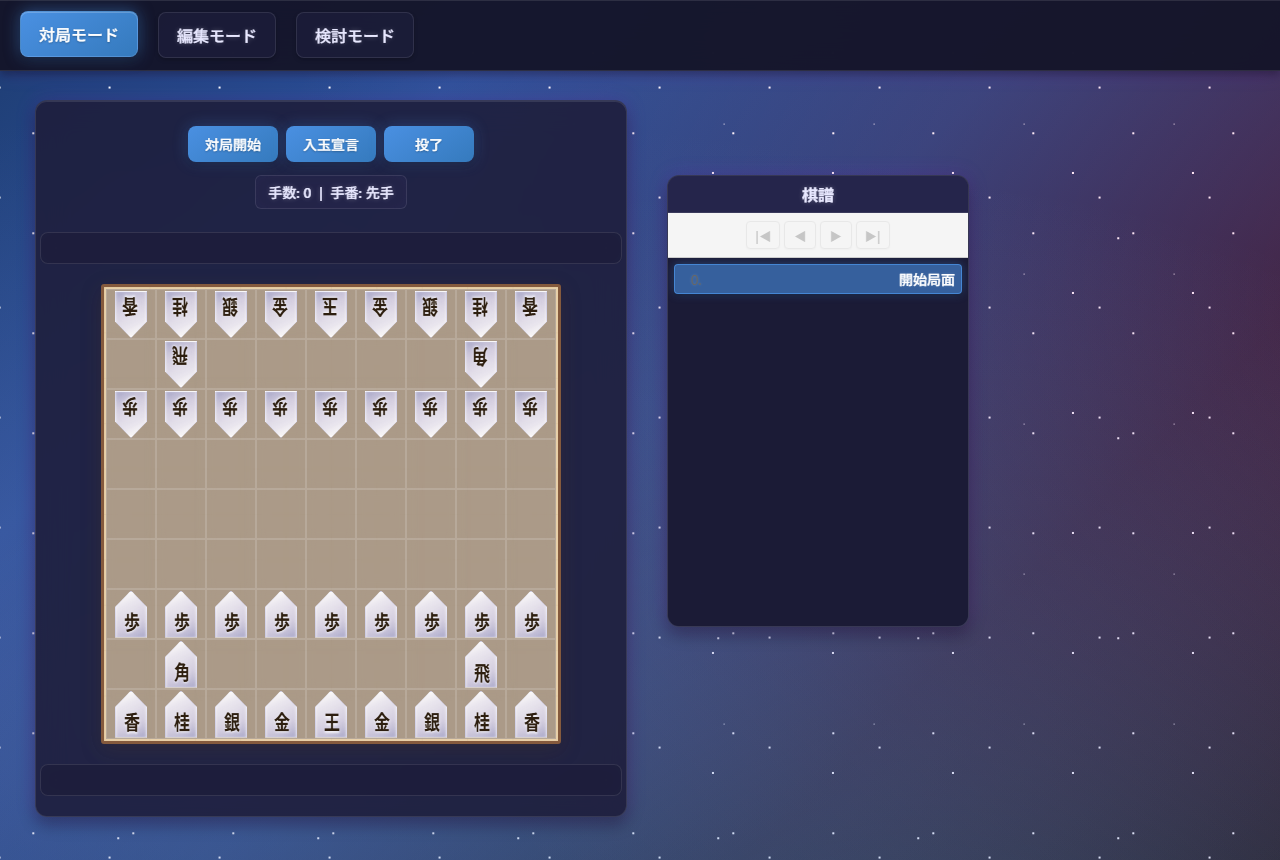 対局モード 編集モード 検討モード
対局開始 入玉宣言 投了
手数: 0 | 手番: 先手
棋譜
|◀ ◀ ▶ ▶|
0. 開始局面
香 桂 銀 金 玉 金 銀 桂 香
飛 角
歩 歩 歩 歩 歩 歩 歩 歩 歩
歩 歩 歩 歩 歩 歩 歩 歩 歩
角 飛
香 桂 銀 金 王 金 銀 桂 香